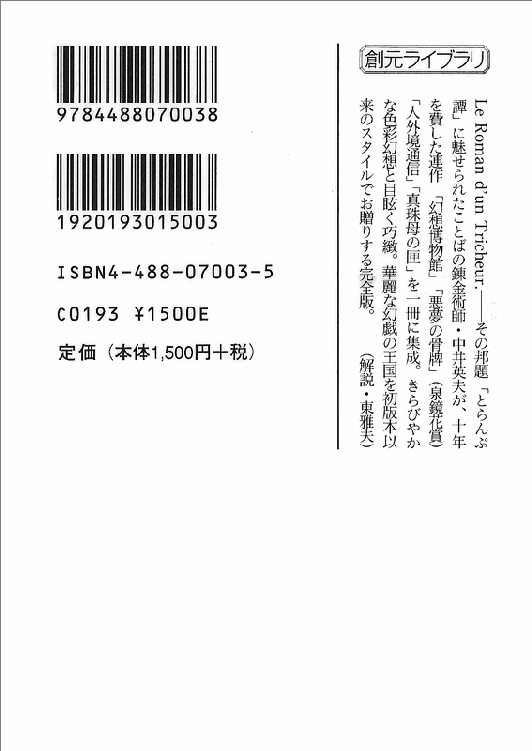 創元ライブラリ
Le Roman d'un Tricheur.――その邦題「とらんぷ
譚」に魅せられたことばの錬金術師・中井英夫が、十年
を費した連作　「幻想博物館」「悪夢の骨牌」（泉鏡花賞）
「人外境通信」「真珠母の匣」を一冊に集成。きらびやか
な色彩幻想と目眩く巧緻。華麗な幻戯の王国を初版本以
来のスタイルでお贈りする完全版。　　（解説・東雅夫）
9784488070038
1920193015003
ISBN4-488-07003-5
C0193 ¥1500E
定価（本体1,500円＋税）